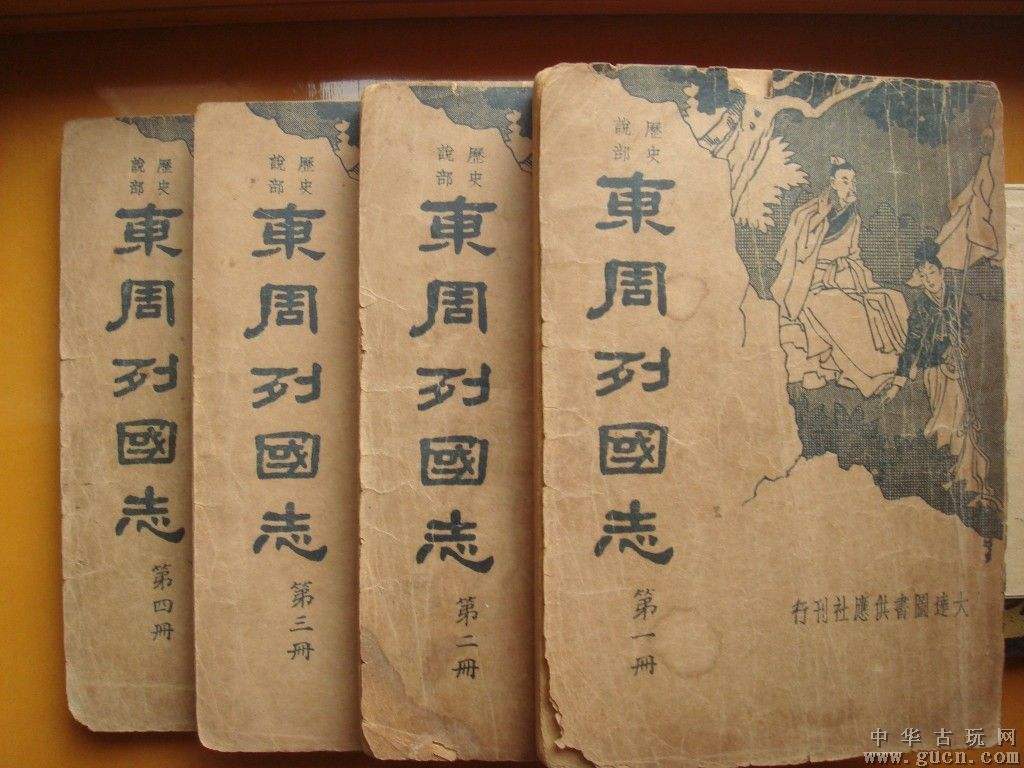 歷史
說部
東周列國志
第四冊
歷史
說部
東周列國志
第三冊
歷史
說部
東周列國志
第二冊
歷史
說部
東周列國志
第一冊
大達圖書供應社刊行
中华古玩网
www.gucn.com